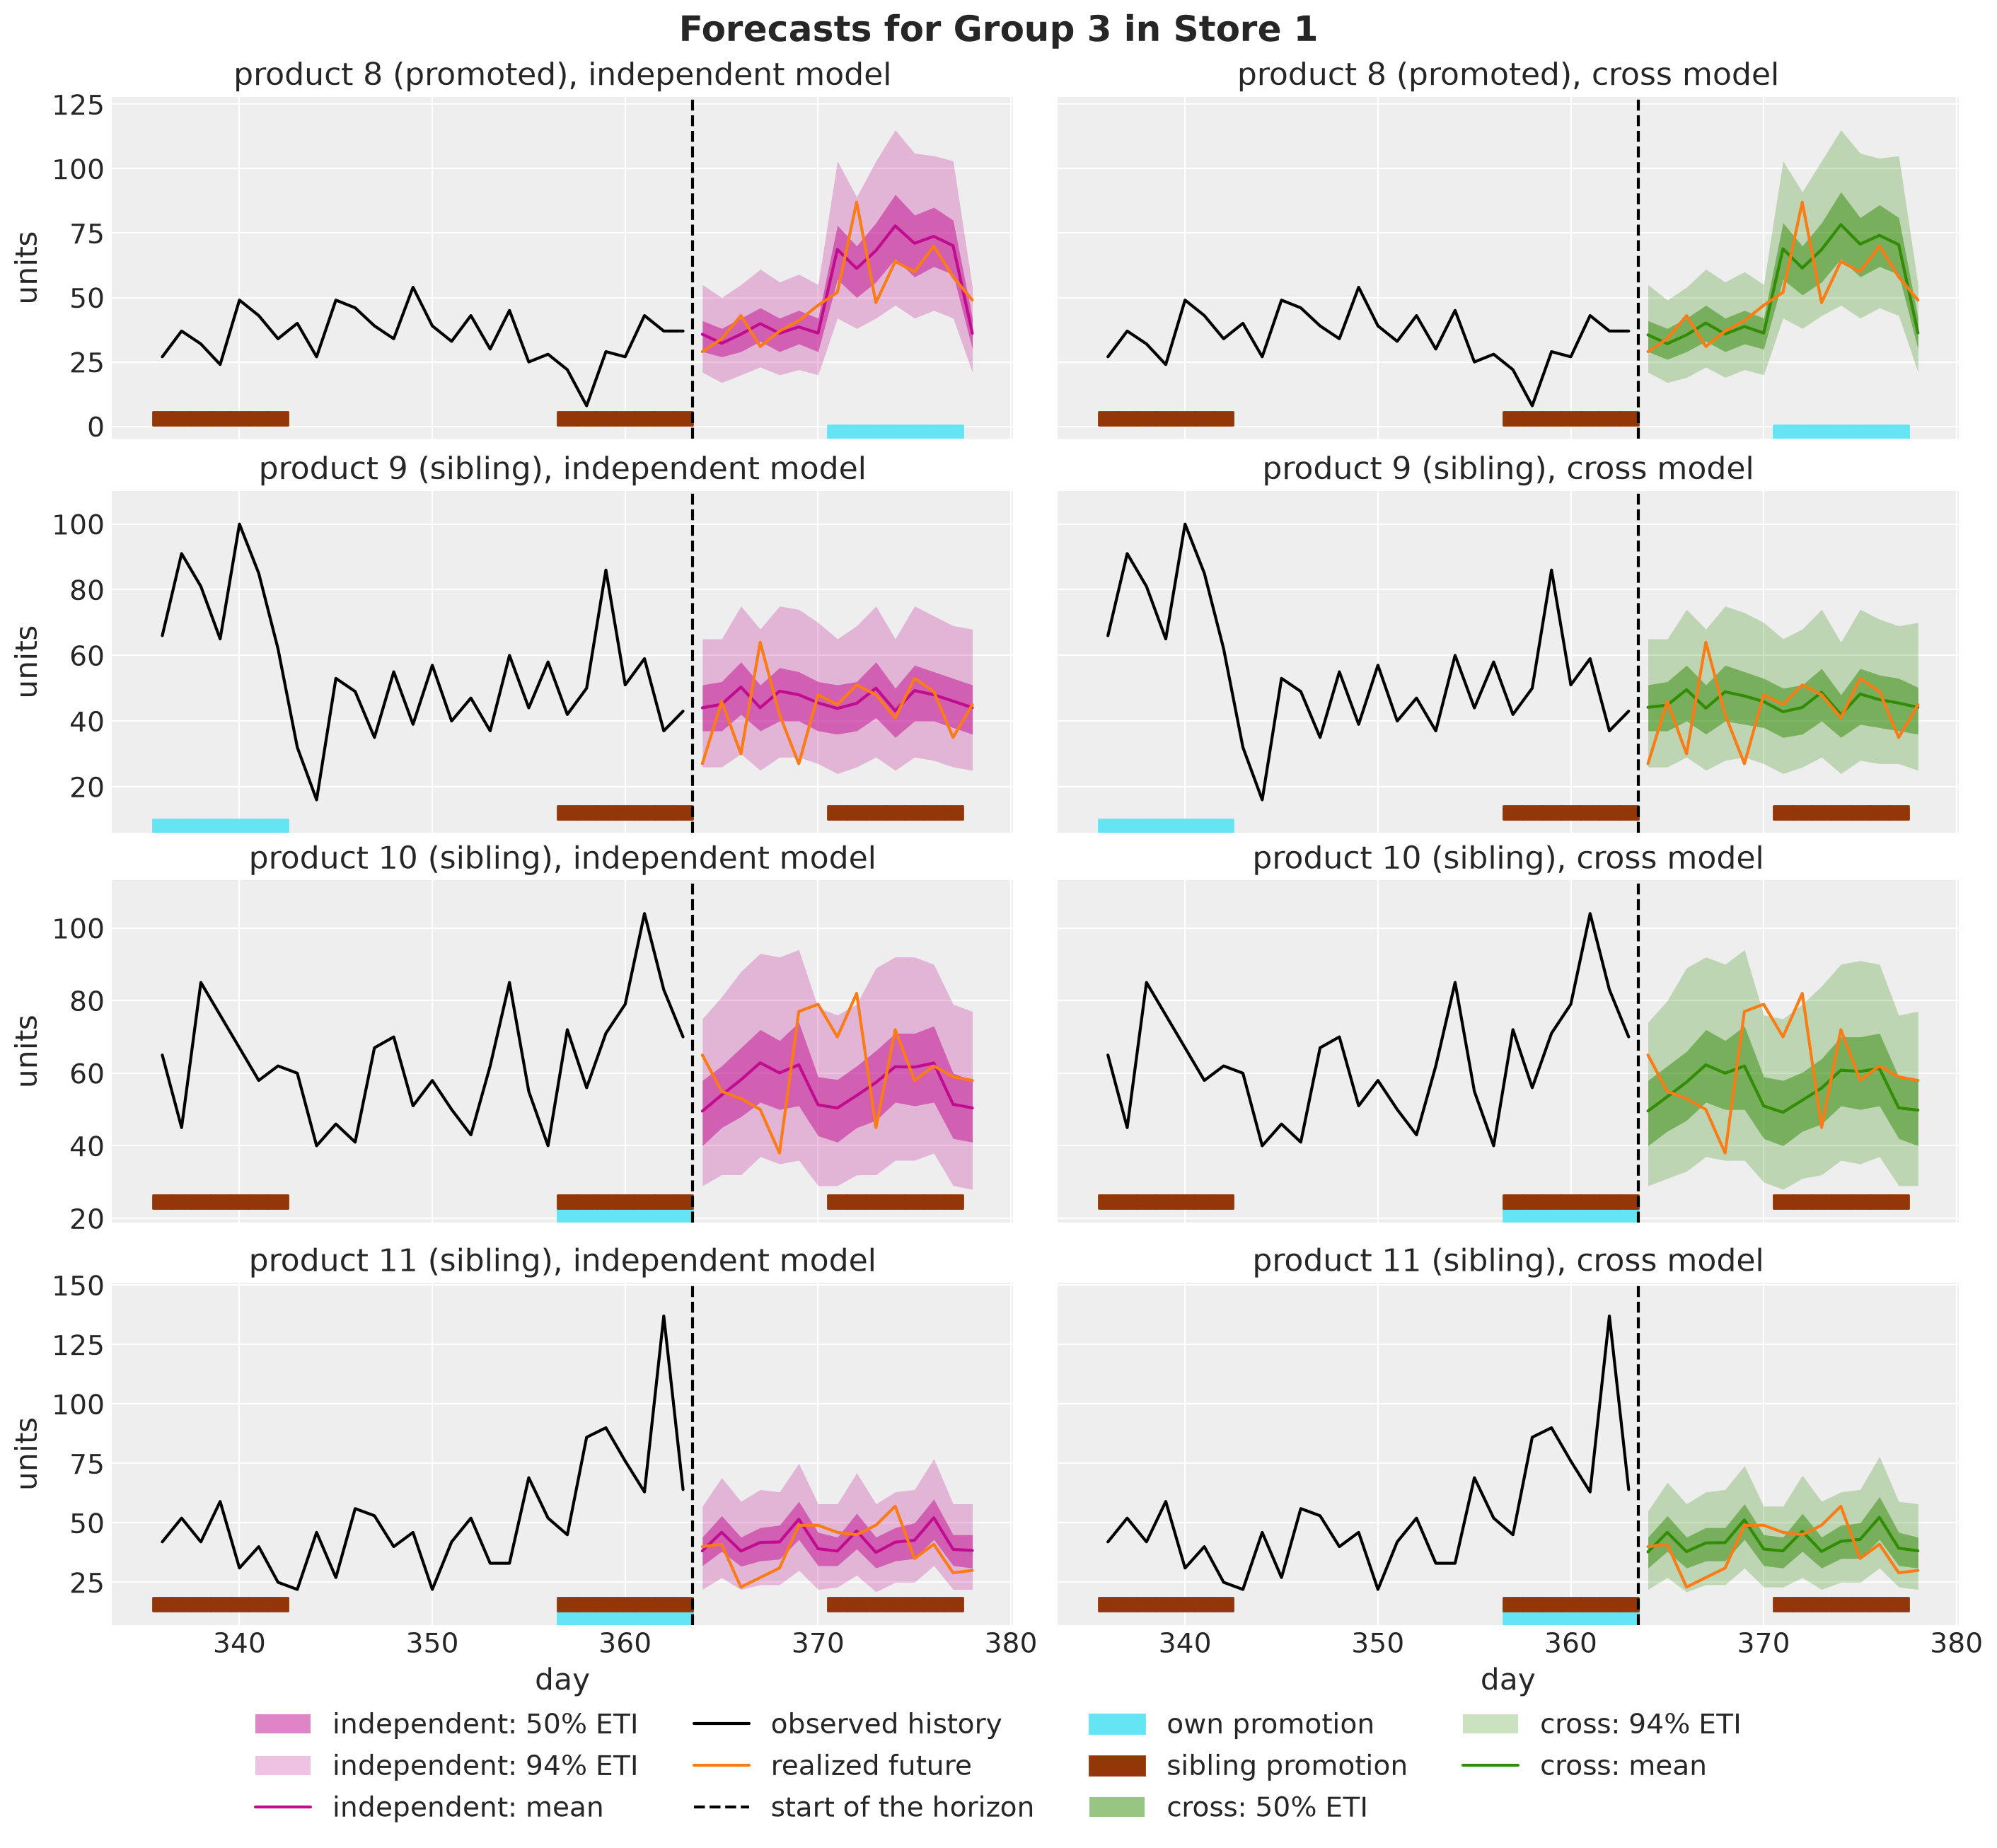 Forecasts for Group 3 in Store 1
product 8 (promoted), independent model
product 8 (promoted), cross model
125
100
75
50
25
0
units
product 9 (sibling), independent model
product 9 (sibling), cross model
100
80
60
40
20
units
product 10 (sibling), independent model
product 10 (sibling), cross model
100
80
60
40
20
units
product 11 (sibling), independent model
product 11 (sibling), cross model
150
125
100
75
50
25
units
340 350 360 370 380
340 350 360 370 380
day
day
independent: 50% ETI
independent: 94% ETI
independent: mean
observed history
realized future
start of the horizon
own promotion
sibling promotion
cross: 50% ETI
cross: 94% ETI
cross: mean